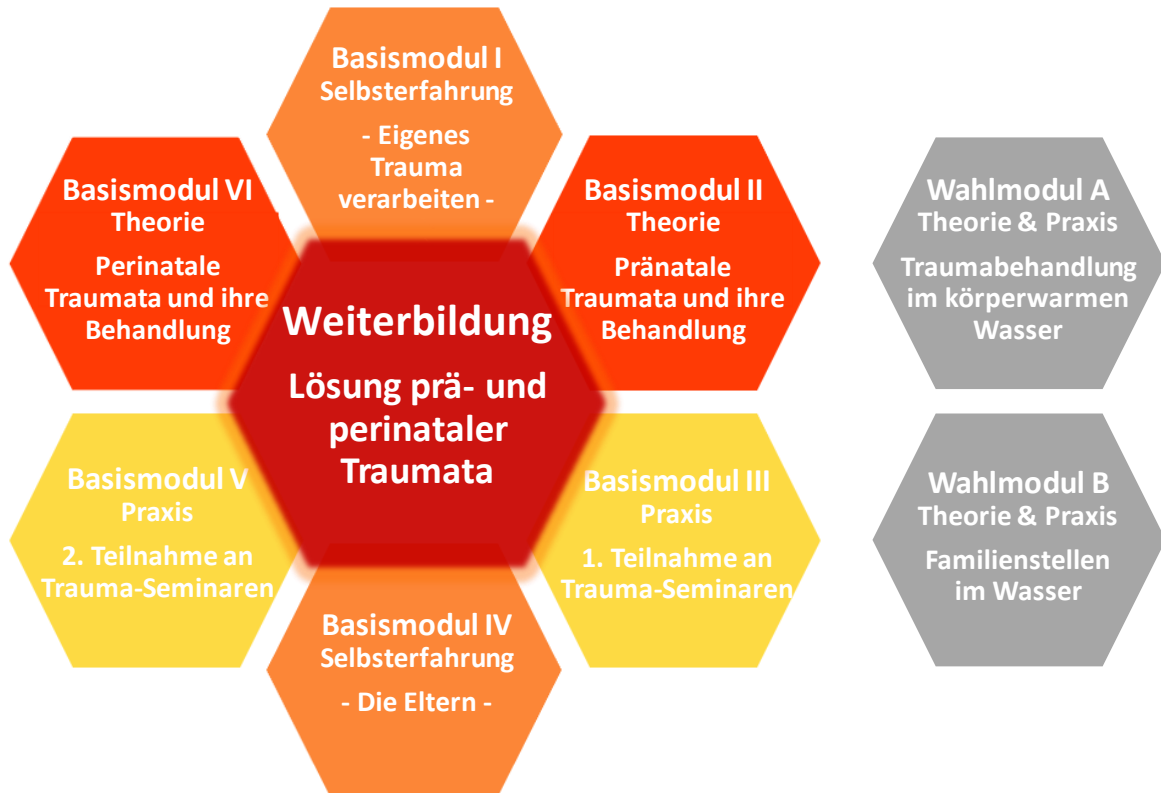 Basismodul I
Selbsterfahrung
- Eigenes
Trauma
verarbeiten -
Basismodul VI
Theorie
Perinatale
Traumata und ihre
Behandlung
Basismodul II
Theorie
Pränatale
Traumata und ihre
Behandlung
Wahlmodul A
Theorie & Praxis
Traumabehandlung
im körperwarmen
Wasser
Weiterbildung
Lösung prä- und
perinataler
Traumata
Basismodul V
Praxis
2. Teilnahme an
Trauma-Seminaren
Basismodul III
Praxis
1. Teilnahme an
Trauma-Seminaren
Wahlmodul B
Theorie & Praxis
Familienstellen
im Wasser
Basismodul IV
Selbsterfahrung
- Die Eltern -